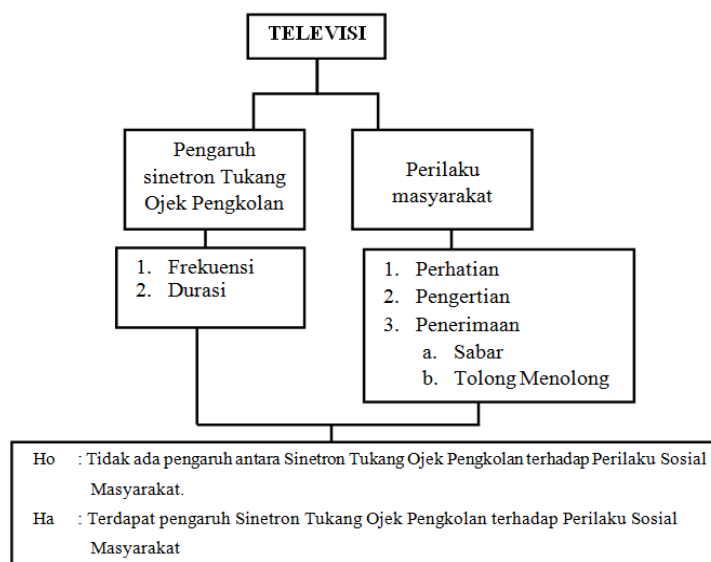 TELEVISI
Pengaruh
sinetron Tukang
Ojek Pengkolan
Perilaku
masyarakat
1. Frekuensi
2. Durasi
1. Perhatian
2. Pengertian
3. Penerimaan
a. Sabar
b. Tolong Menolong
Ho : Tidak ada pengaruh antara Sinetron Tukang Ojek Pengkolan terhadap Perilaku Sosial
Masyarakat.
Ha : Terdapat pengaruh Sinetron Tukang Ojek Pengkolan terhadap Perilaku Sosial
Masyarakat